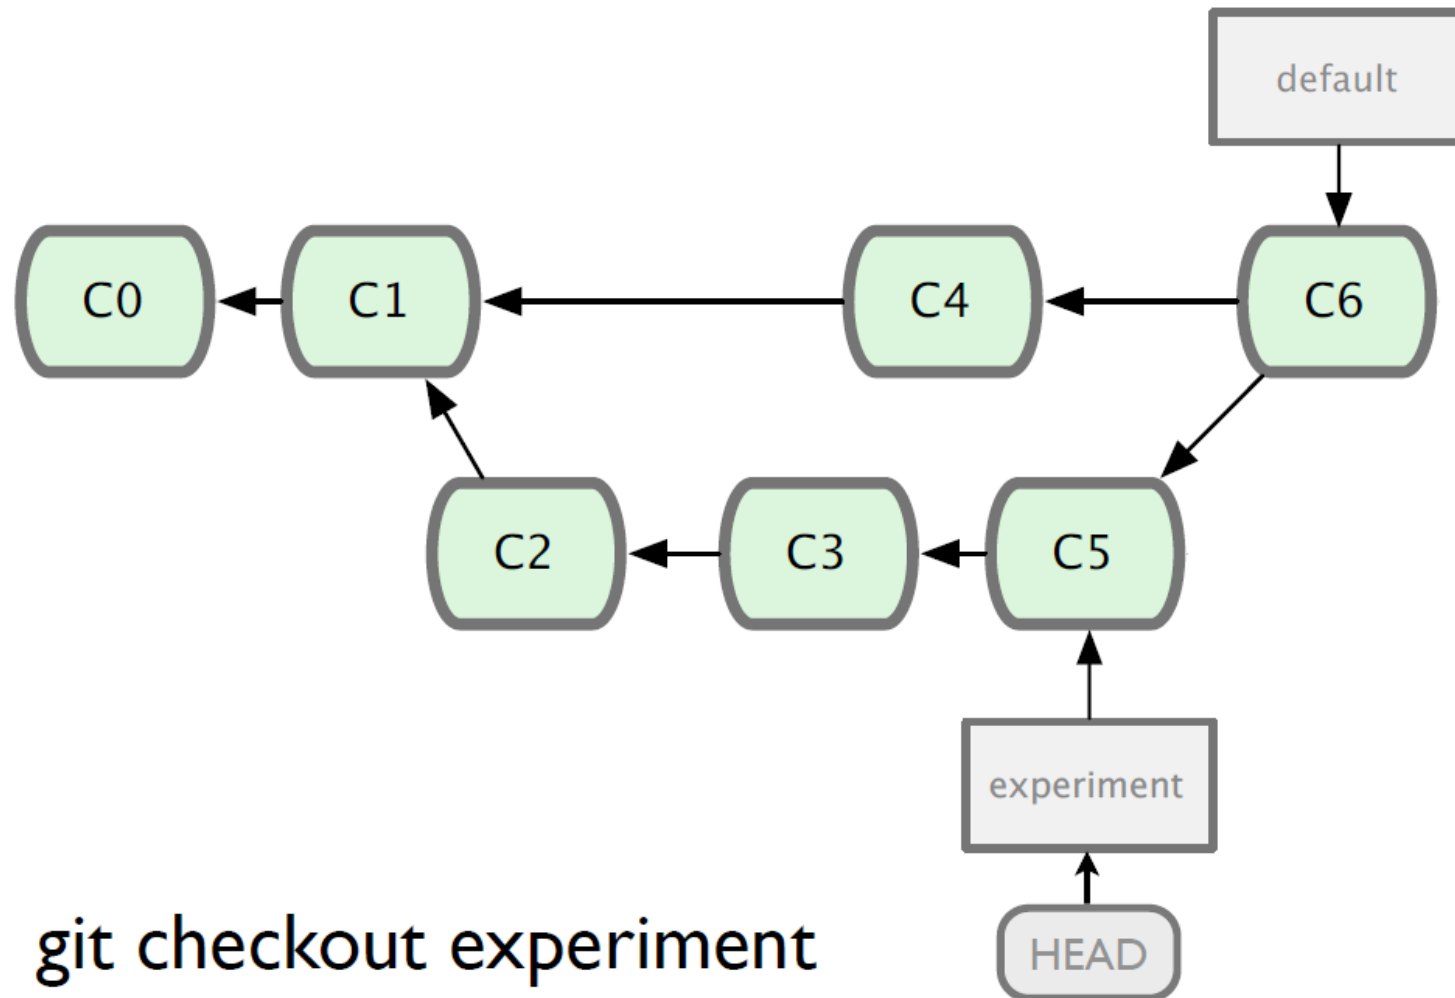 default
C0
C1
C4
C6
C2
C3
C5
experiment
git checkout experiment
HEAD